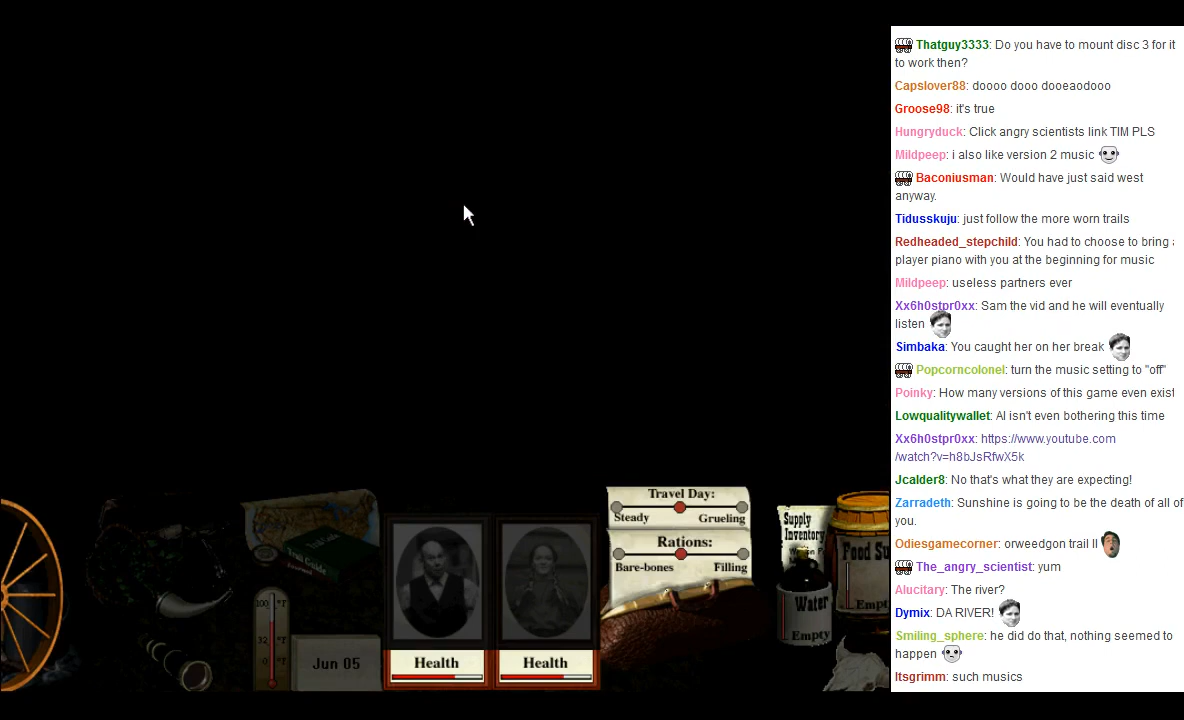 Thatguy3333: Do you have to mount disc 3 for it
to work then?
Capslover88: doooo dooo dooeaodooo
Groose98: it's true
Hungryduck: Click angry scientists link TIM PLS
Mildpeep: i also like version 2 music
Baconiusman: Would have just said west
anyway.
Tidusskuju: just follow the more worn trails
Redheaded_stepchild: You had to choose to bring
player piano with you at the beginning for music
Mildpeep: useless partners ever
Xx6h0stpr0xx: Sam the vid and he will eventually
listen
Simbaka: You caught her on her break
Popcorncolonel: turn the music setting to "off"
Poinky: How many versions of this game even exist
Lowqualitywallet: AI isn't even bothering this time
Xx6h0stpr0xx: https://www.youtube.com
/watch?v=h8bJsRfwX5k
Jcalder8: No that's what they are expecting!
Zarradeth: Sunshine is going to be the death of all of
you.
Odiesgamecorner: orweedgon trail II
The_angry_scientist: yum
Alucitary: The river?
Dymix: DA RIVER!
Smiling_sphere: he did do that, nothing seemed to
happen
Itsgrimm: such musics
Travel Day:
Steady Grueling
Rations:
Bare-bones Filling
Supply
Inventory
Food Su
Water
Empty
Empt
Trail Guide
100 °F
32 °F
0 °F
Jun 05
Health
Health